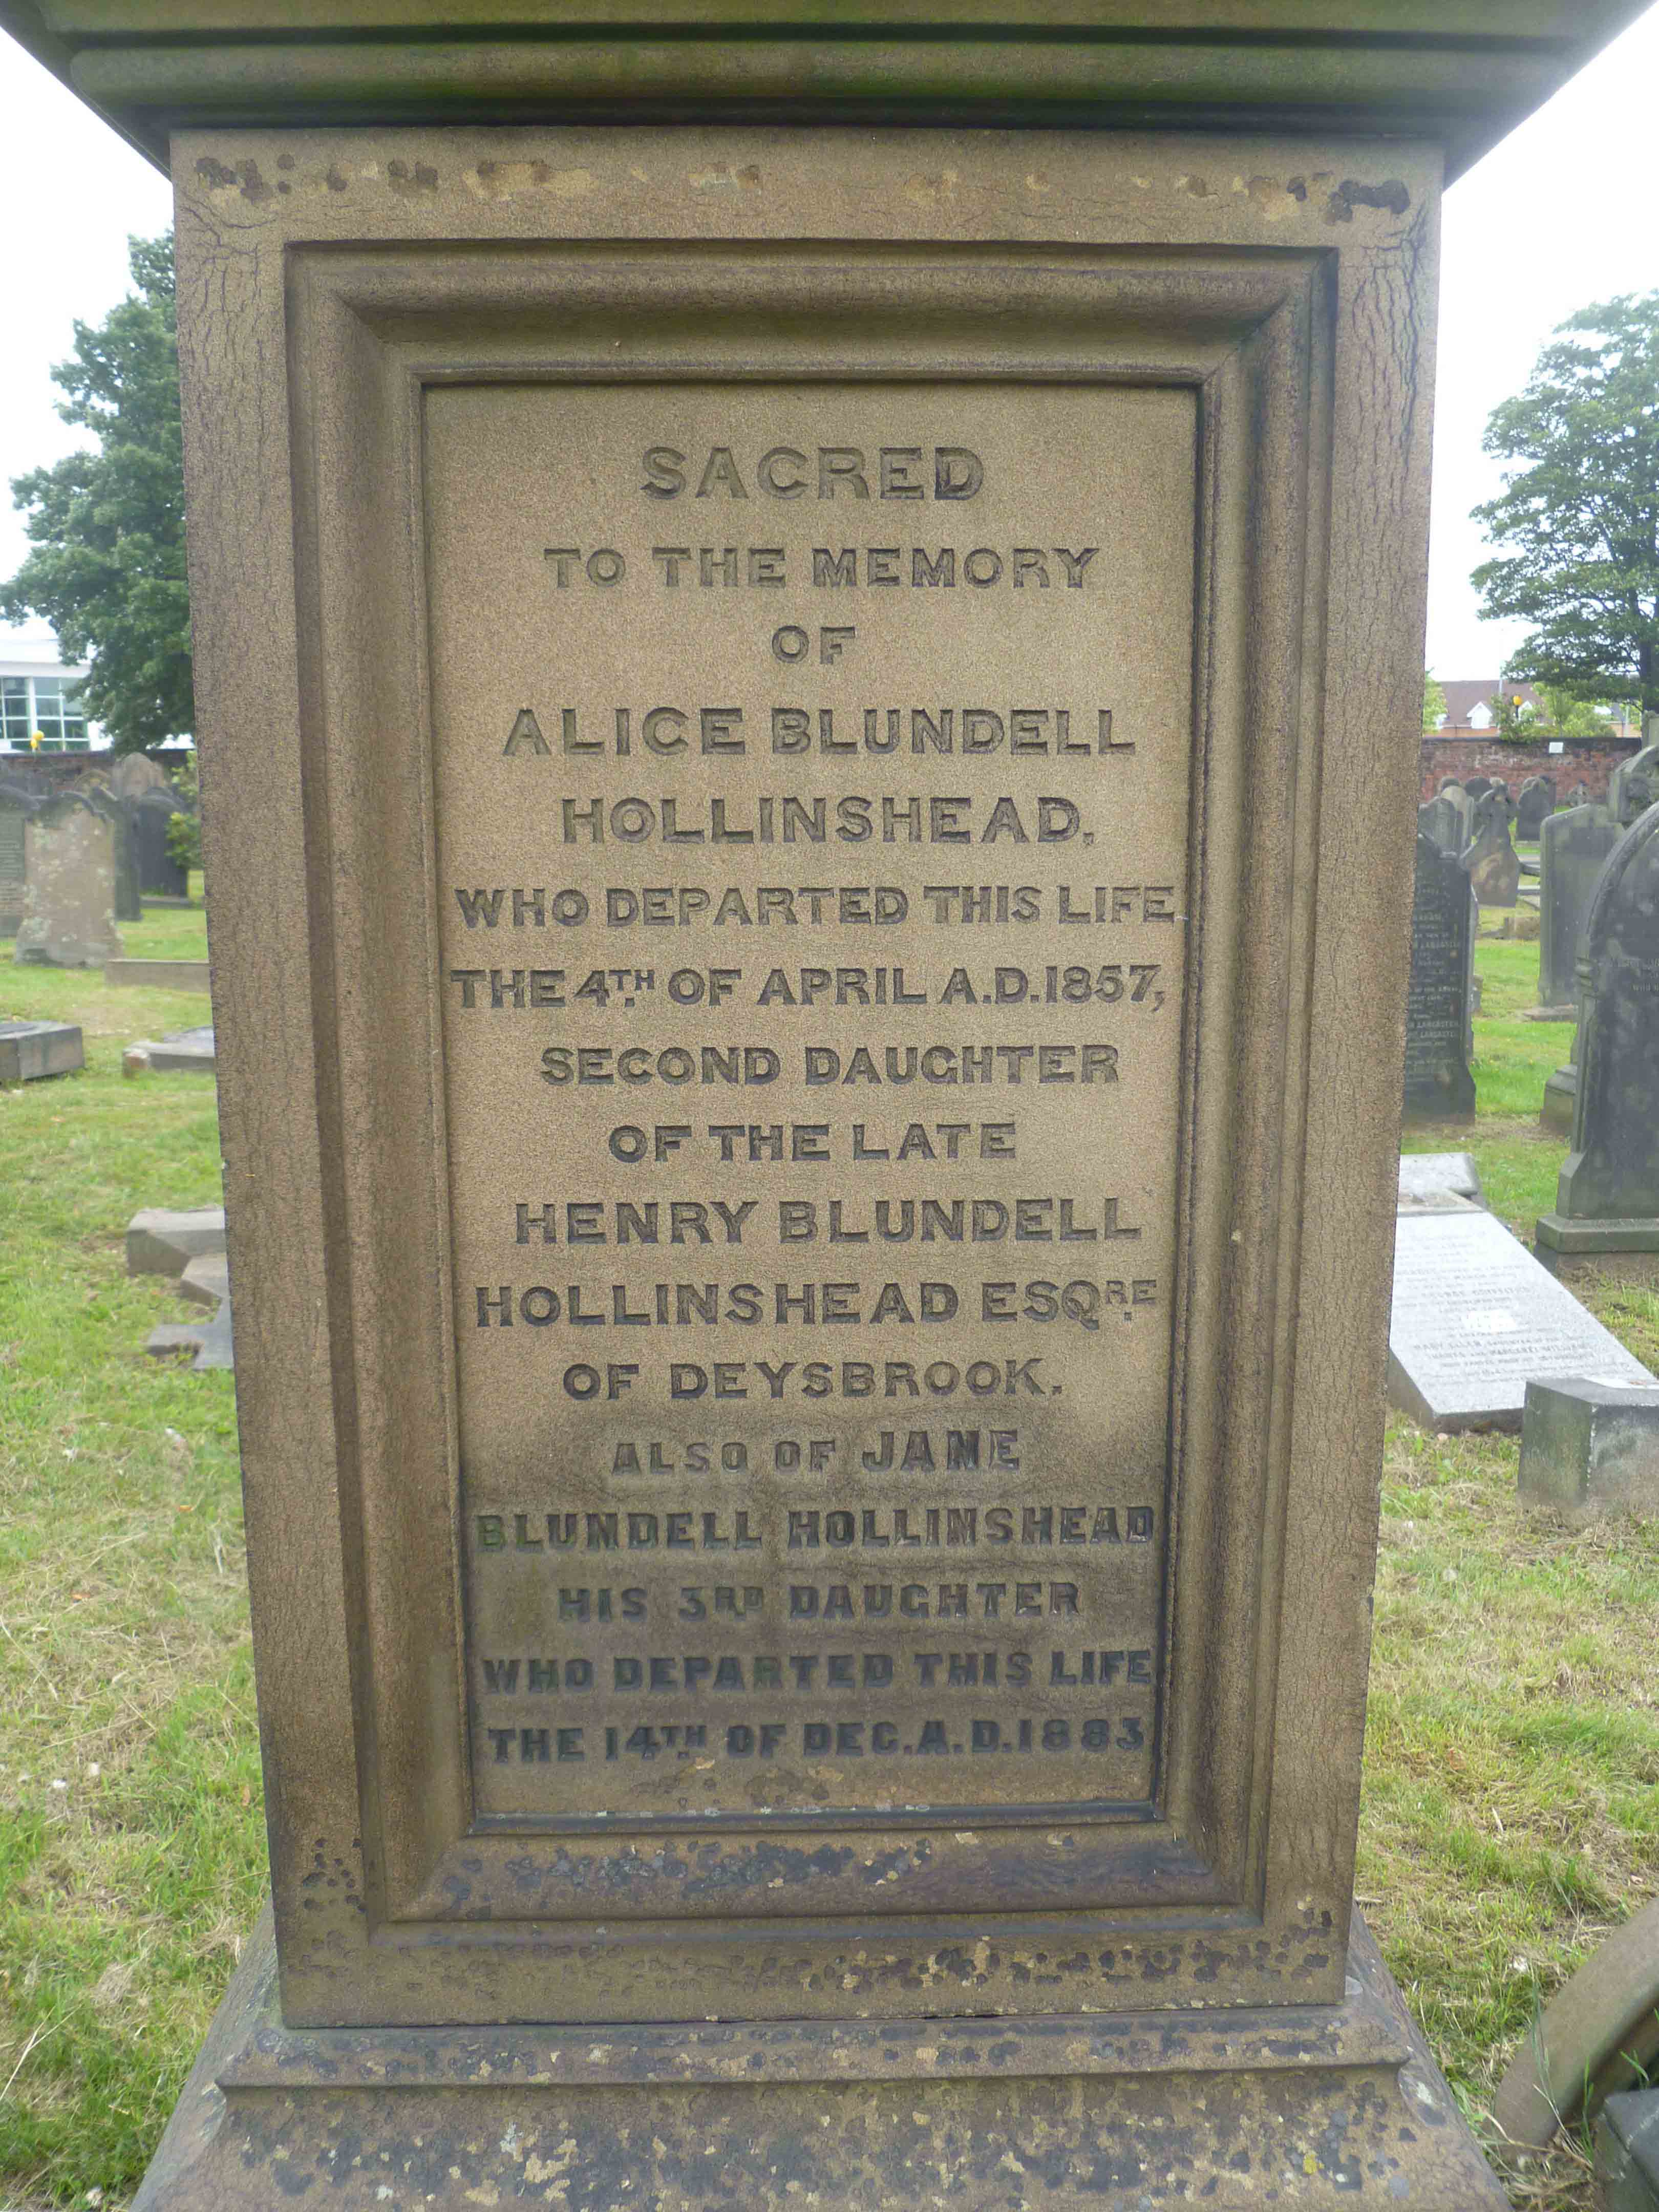 SACRED
TO THE MEMORY
OF
ALICE BLUNDELL
HOLLINSHEAD,
WHO DEPARTED THIS LIFE
THE 4TH OF APRIL A.D. 1857,
SECOND DAUGHTER
OF THE LATE
HENRY BLUNDELL
HOLLINSHEAD ESQRE
OF DEYSBROOK.
ALSO OF JANE
BLUNDELL HOLLINSHEAD
HIS 3RD DAUGHTER
WHO DEPARTED THIS LIFE
THE 14TH OF DEC. A.D. 1883